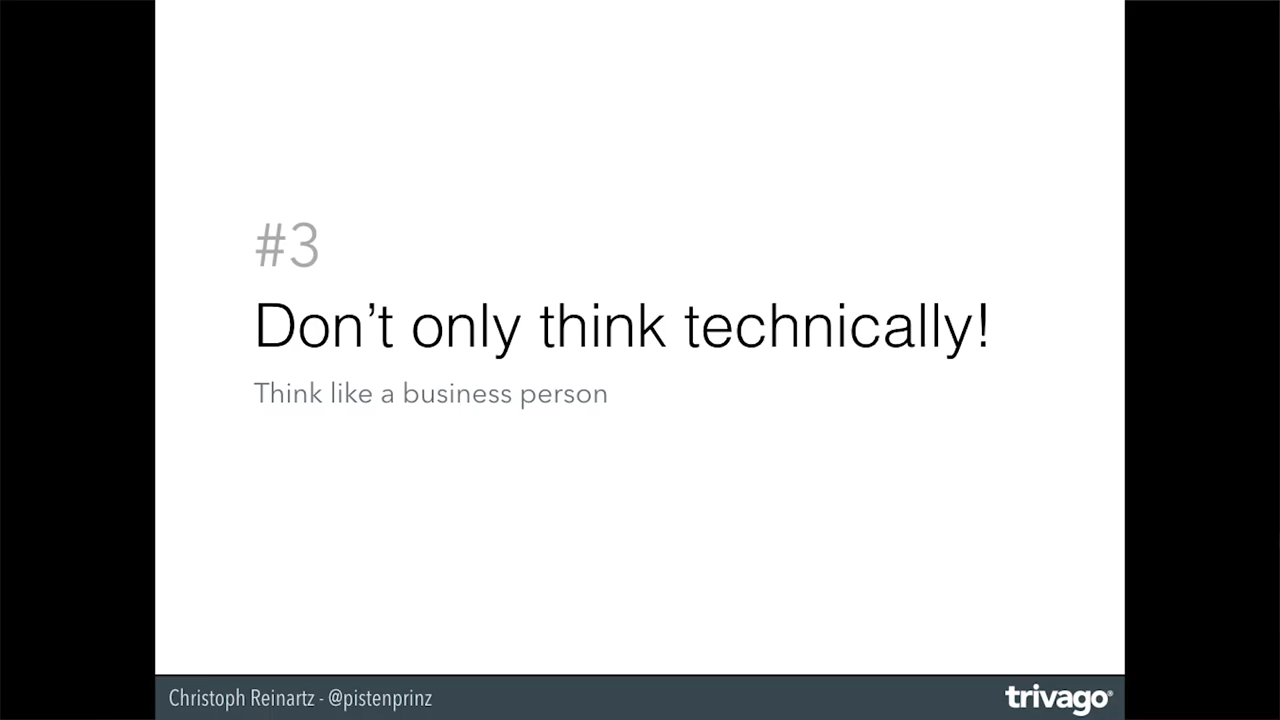 #3
Don’t only think technically!
Think like a business person
Christoph Reinartz - @pistenprinz
trivago®